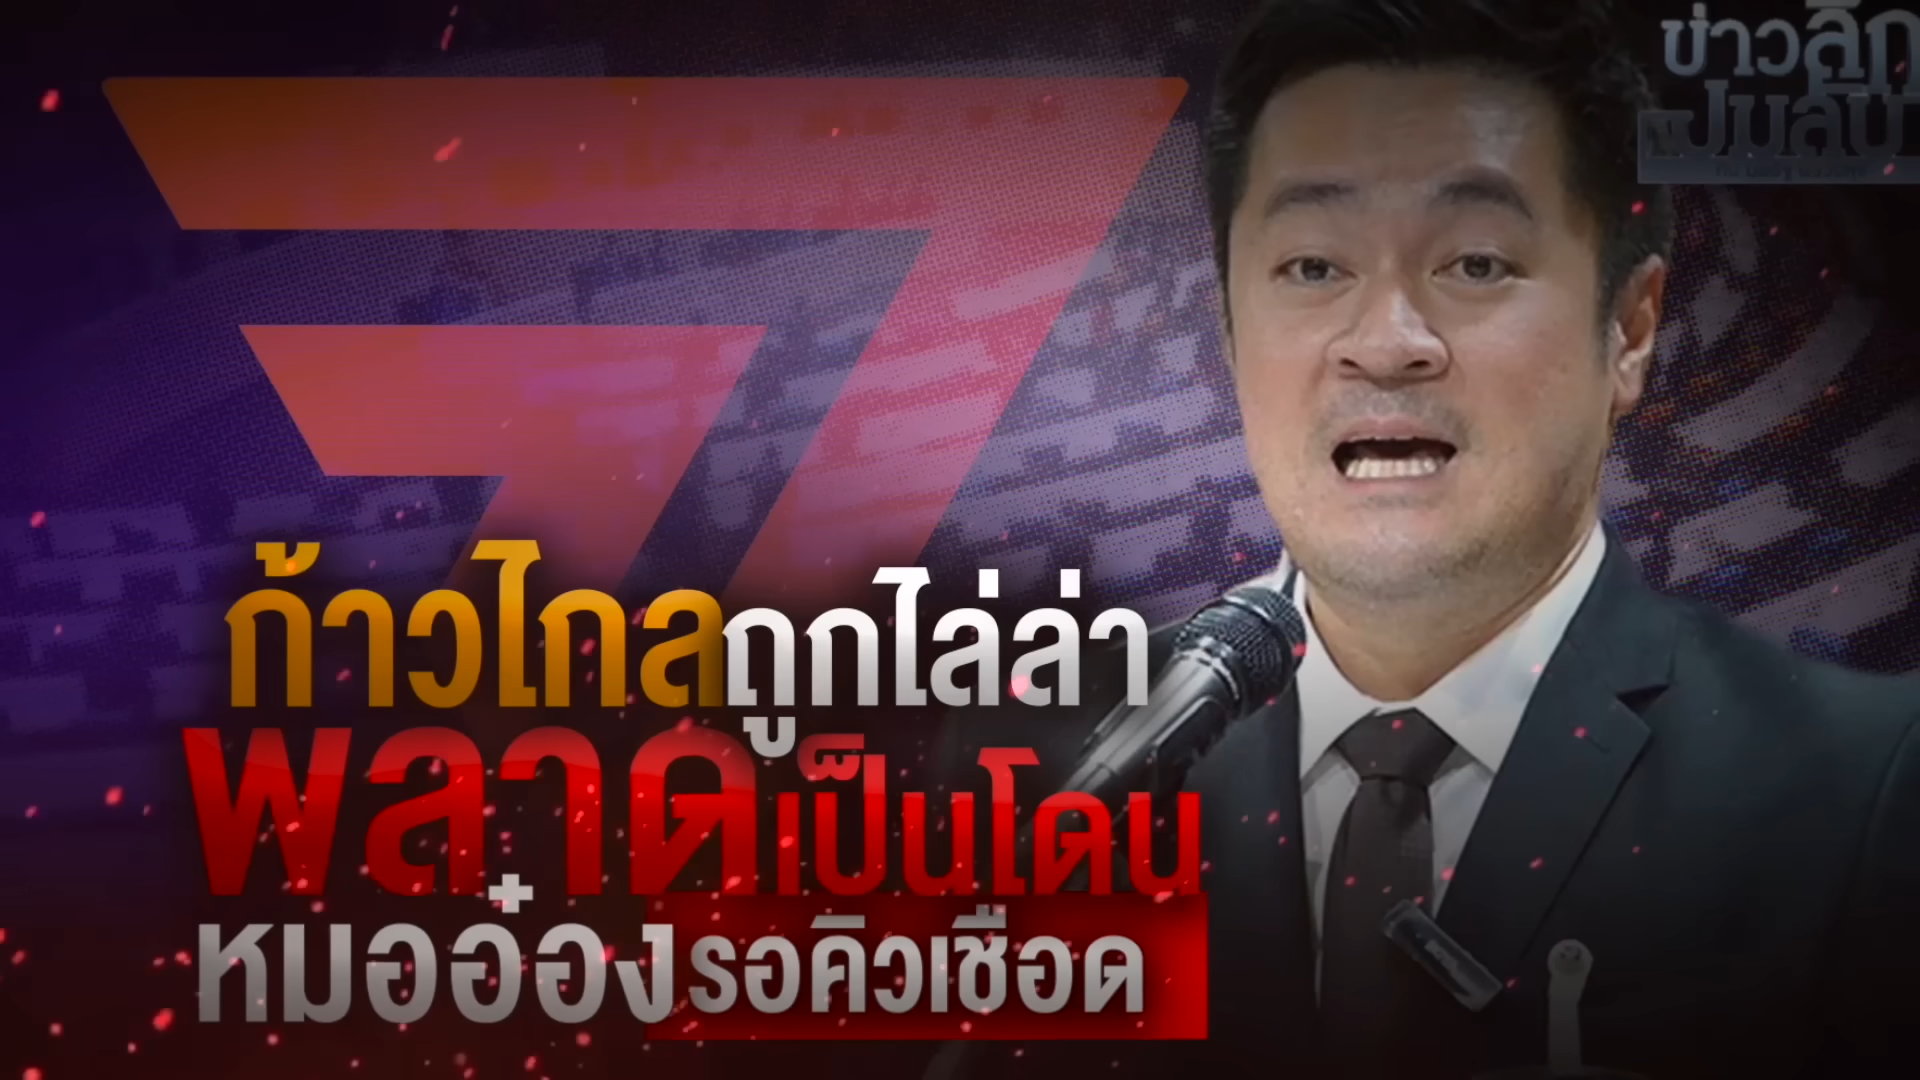 ข่าวลึก
ปมลับ
ก้าวไกลถูกไล่ล่า
พลาดเป็นโดน
หมออ๋องรอคิวเชือด